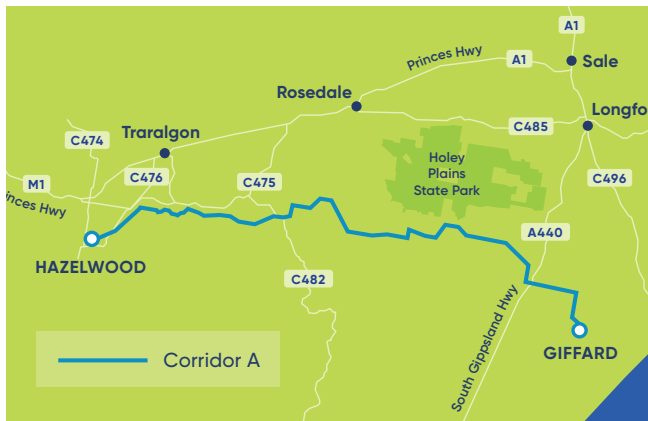 A1
Princes Hwy
A1
Sale
Rosedale
Longfo
C474
Traralgon
C485
Holey
Plains
State Park
M1
C476
C475
C496
inces Hwy
A440
HAZELWOOD
C482
South Gippsland Hwy
GIFFARD
Corridor A